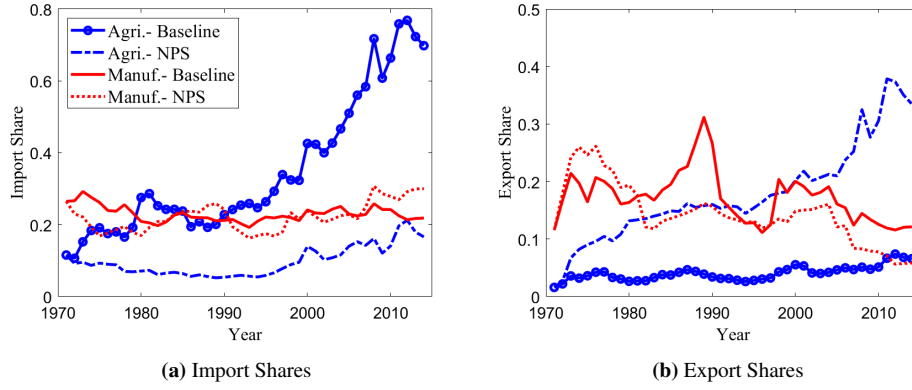 0.8
0.6
0.4
0.2
0
Import Share
Agri.- Baseline
Agri.- NPS
Manuf.- Baseline
Manuf.- NPS
1970 1980 1990 2000 2010
Year
(a) Import Shares
0.5
0.4
0.3
0.2
0.1
0
Export Share
1970 1980 1990 2000 2010
Year
(b) Export Shares